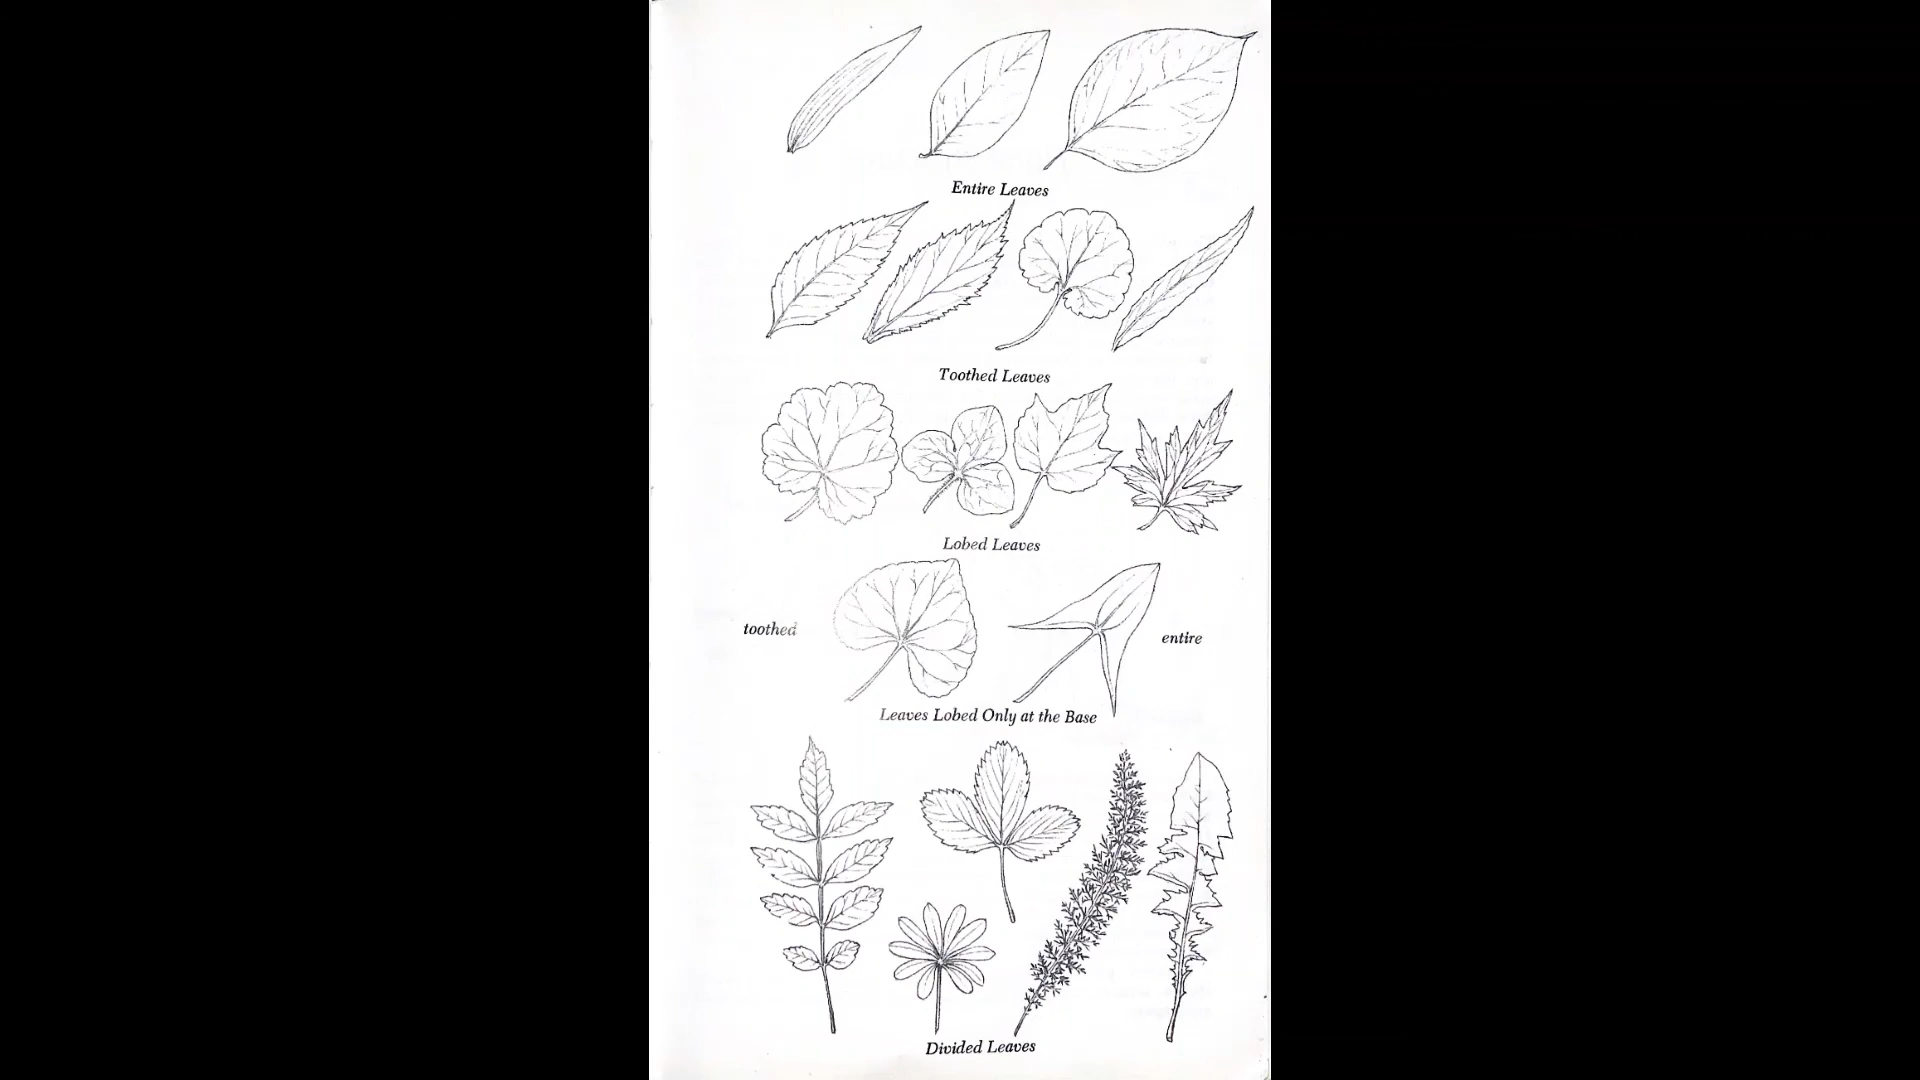 Entire Leaves
Toothed Leaves
Lobed Leaves
toothed
entire
Leaves Lobed Only at the Base
Divided Leaves